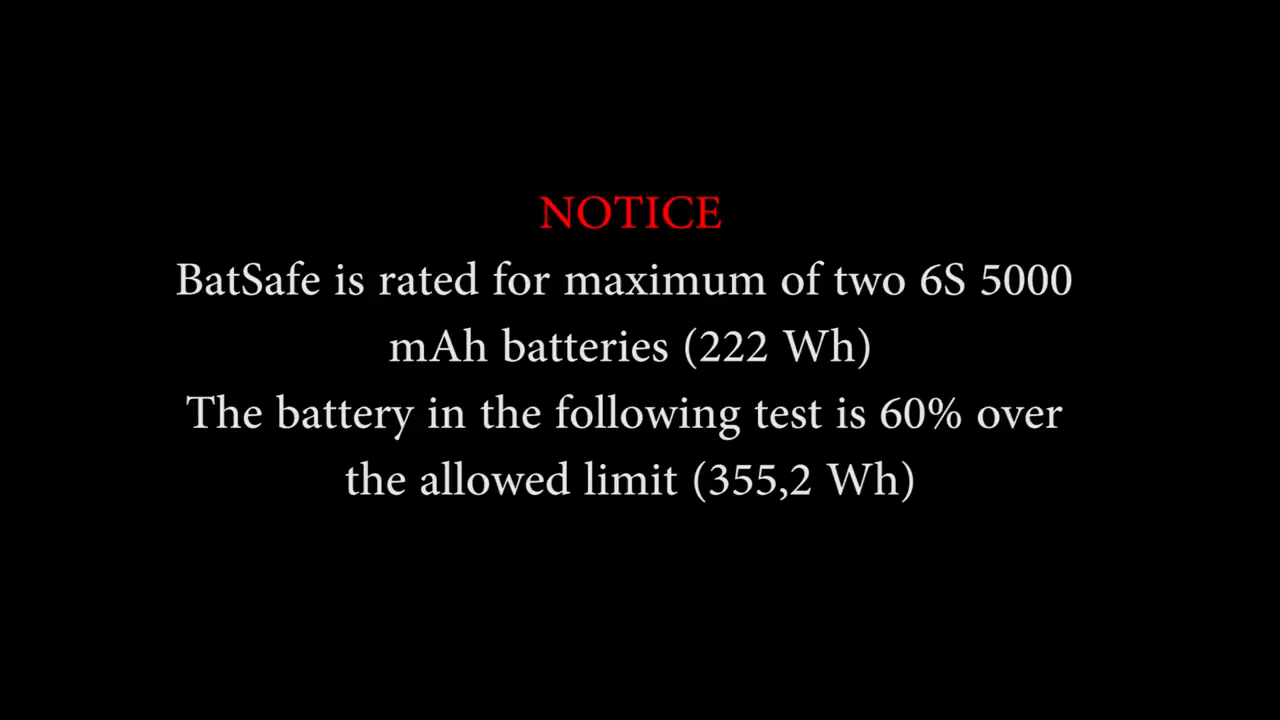 NOTICE
BatSafe is rated for maximum of two 6S 5000
mAh batteries (222 Wh)
The battery in the following test is 60% over
the allowed limit (355,2 Wh)